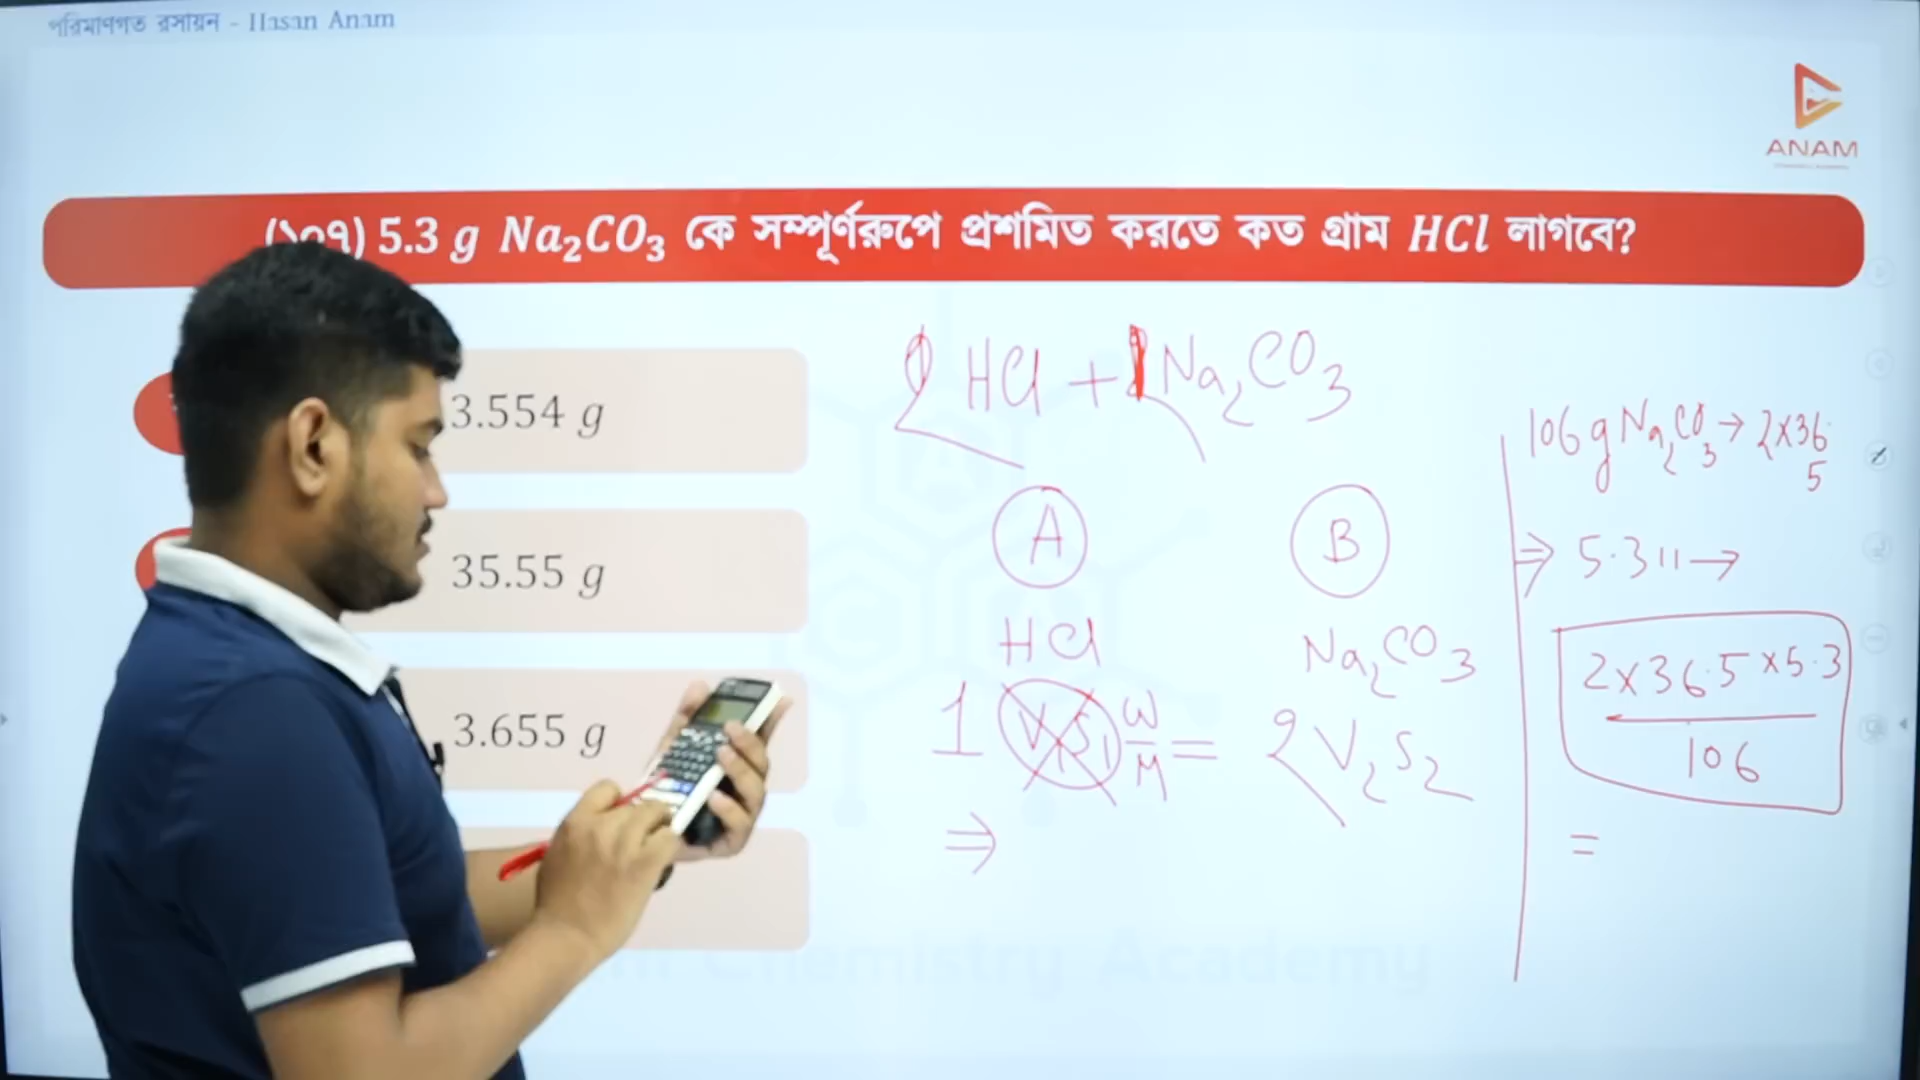 পরিমাণগত রসায়ন - Hasan Anam
ANAM
(১০৭) 5.3 g Na₂CO₃ কে সম্পূর্ণরুপে প্রশমিত করতে কত গ্রাম HCl লাগবে?
3.554 g
35.55 g
3.655 g
2 HCl + 1 Na₂CO₃
A
B
HCl
Na₂CO₃
1 V₁S₁ W/M = 2 V₂S₂
⇒
106 g Na₂CO₃ → 2×36.5
⇒ 5.3 〃 →
2×36.5×5.3
106
=
Chemistry Academy